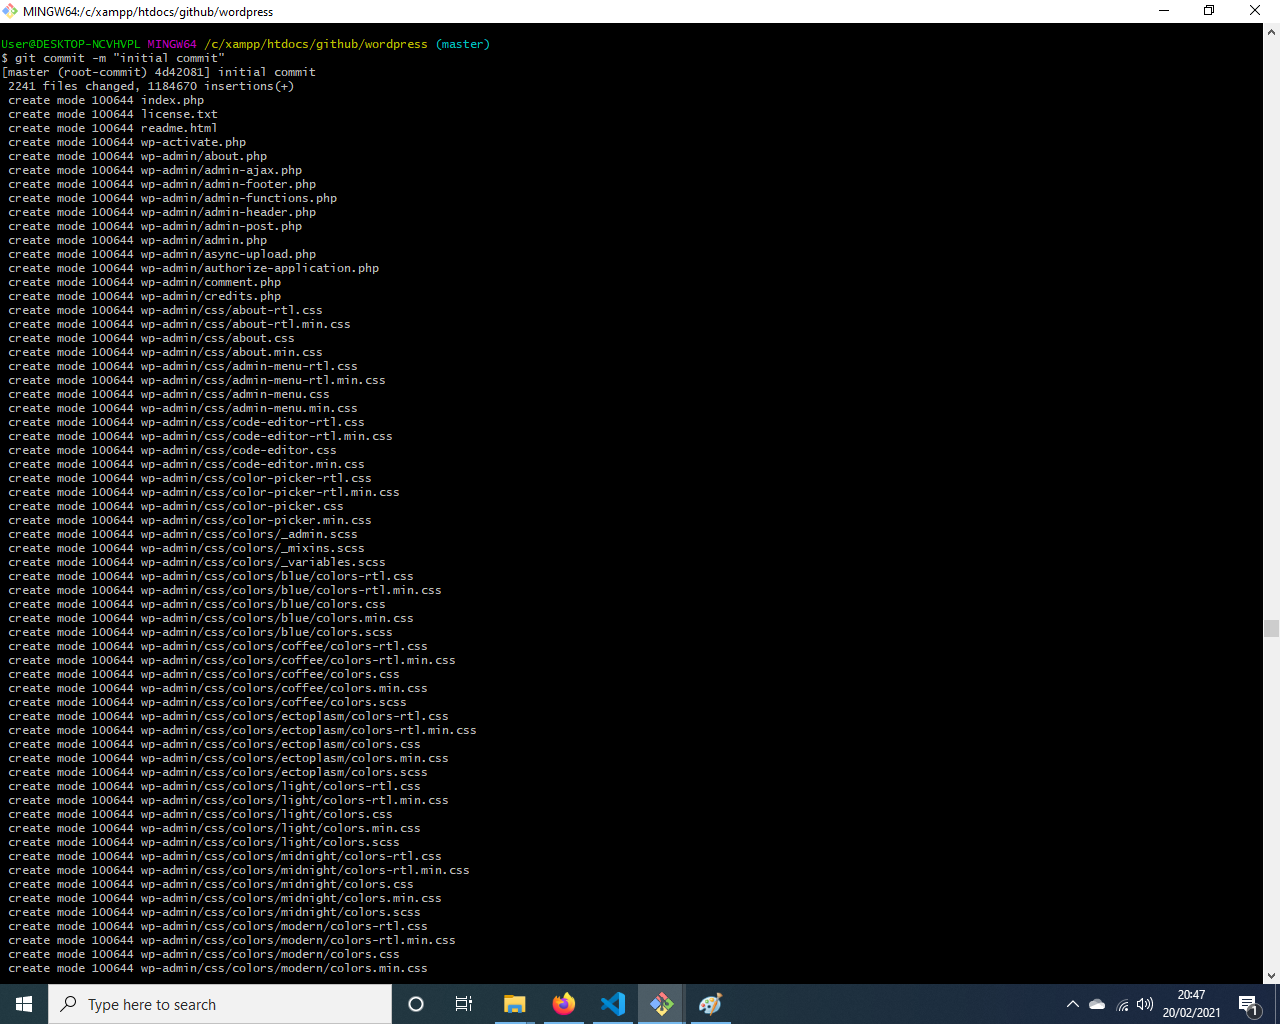 MINGW64:/c/xampp/htdocs/github/wordpress
User@DESKTOP-NCVHVPL MINGW64 /c/xampp/htdocs/github/wordpress (master)
$ git commit -m "initial commit"
[master (root-commit) 4d42081] initial commit
2241 files changed, 1184670 insertions(+)
create mode 100644 index.php
create mode 100644 license.txt
create mode 100644 readme.html
create mode 100644 wp-activate.php
create mode 100644 wp-admin/about.php
create mode 100644 wp-admin/admin-ajax.php
create mode 100644 wp-admin/admin-footer.php
create mode 100644 wp-admin/admin-functions.php
create mode 100644 wp-admin/admin-header.php
create mode 100644 wp-admin/admin-post.php
create mode 100644 wp-admin/admin.php
create mode 100644 wp-admin/async-upload.php
create mode 100644 wp-admin/authorize-application.php
create mode 100644 wp-admin/comment.php
create mode 100644 wp-admin/credits.php
create mode 100644 wp-admin/css/about-rtl.css
create mode 100644 wp-admin/css/about-rtl.min.css
create mode 100644 wp-admin/css/about.css
create mode 100644 wp-admin/css/about.min.css
create mode 100644 wp-admin/css/admin-menu-rtl.css
create mode 100644 wp-admin/css/admin-menu-rtl.min.css
create mode 100644 wp-admin/css/admin-menu.css
create mode 100644 wp-admin/css/admin-menu.min.css
create mode 100644 wp-admin/css/code-editor-rtl.css
create mode 100644 wp-admin/css/code-editor-rtl.min.css
create mode 100644 wp-admin/css/code-editor.css
create mode 100644 wp-admin/css/code-editor.min.css
create mode 100644 wp-admin/css/color-picker-rtl.css
create mode 100644 wp-admin/css/color-picker-rtl.min.css
create mode 100644 wp-admin/css/color-picker.css
create mode 100644 wp-admin/css/color-picker.min.css
create mode 100644 wp-admin/css/colors/_admin.scss
create mode 100644 wp-admin/css/colors/_mixins.scss
create mode 100644 wp-admin/css/colors/_variables.scss
create mode 100644 wp-admin/css/colors/blue/colors-rtl.css
create mode 100644 wp-admin/css/colors/blue/colors-rtl.min.css
create mode 100644 wp-admin/css/colors/blue/colors.css
create mode 100644 wp-admin/css/colors/blue/colors.min.css
create mode 100644 wp-admin/css/colors/blue/colors.scss
create mode 100644 wp-admin/css/colors/coffee/colors-rtl.css
create mode 100644 wp-admin/css/colors/coffee/colors-rtl.min.css
create mode 100644 wp-admin/css/colors/coffee/colors.css
create mode 100644 wp-admin/css/colors/coffee/colors.min.css
create mode 100644 wp-admin/css/colors/coffee/colors.scss
create mode 100644 wp-admin/css/colors/ectoplasm/colors-rtl.css
create mode 100644 wp-admin/css/colors/ectoplasm/colors-rtl.min.css
create mode 100644 wp-admin/css/colors/ectoplasm/colors.css
create mode 100644 wp-admin/css/colors/ectoplasm/colors.min.css
create mode 100644 wp-admin/css/colors/ectoplasm/colors.scss
create mode 100644 wp-admin/css/colors/light/colors-rtl.css
create mode 100644 wp-admin/css/colors/light/colors-rtl.min.css
create mode 100644 wp-admin/css/colors/light/colors.css
create mode 100644 wp-admin/css/colors/light/colors.min.css
create mode 100644 wp-admin/css/colors/light/colors.scss
create mode 100644 wp-admin/css/colors/midnight/colors-rtl.css
create mode 100644 wp-admin/css/colors/midnight/colors-rtl.min.css
create mode 100644 wp-admin/css/colors/midnight/colors.css
create mode 100644 wp-admin/css/colors/midnight/colors.min.css
create mode 100644 wp-admin/css/colors/midnight/colors.scss
create mode 100644 wp-admin/css/colors/modern/colors-rtl.css
create mode 100644 wp-admin/css/colors/modern/colors-rtl.min.css
create mode 100644 wp-admin/css/colors/modern/colors.css
create mode 100644 wp-admin/css/colors/modern/colors.min.css
Type here to search
20:47
20/02/2021
1